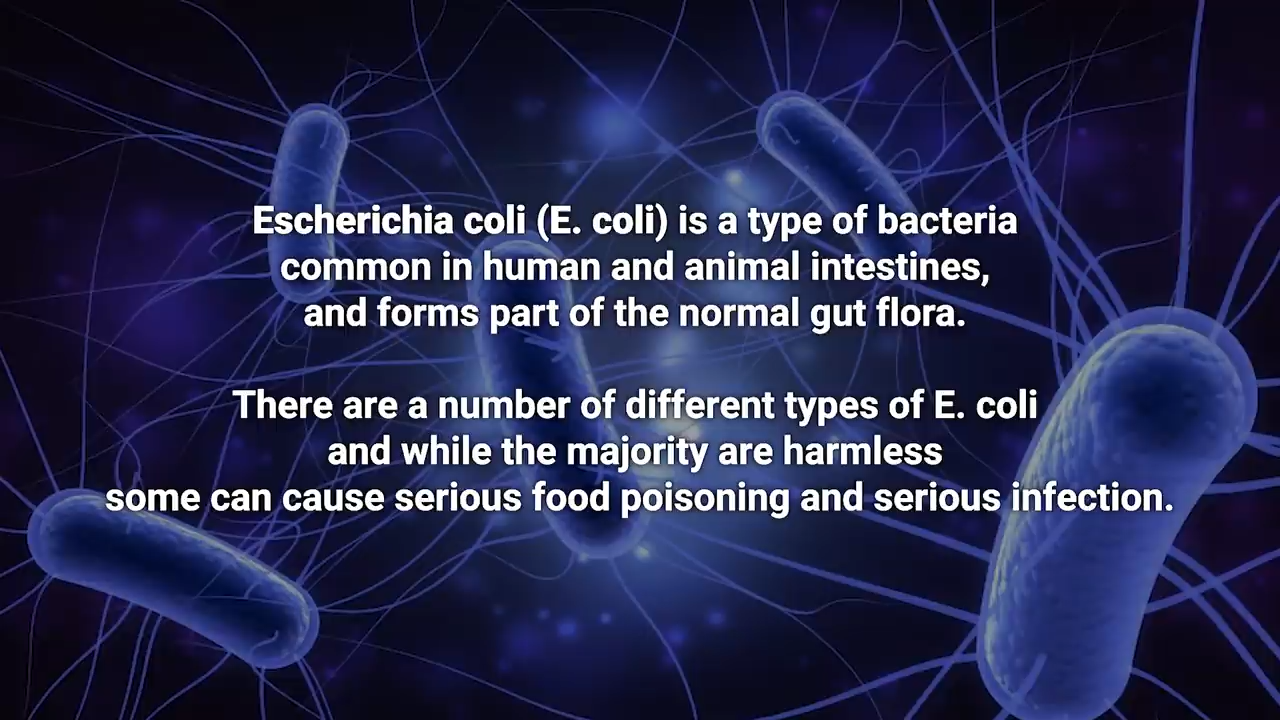 Escherichia coli (E. coli) is a type of bacteria
common in human and animal intestines,
and forms part of the normal gut flora.
There are a number of different types of E. coli
and while the majority are harmless
some can cause serious food poisoning and serious infection.